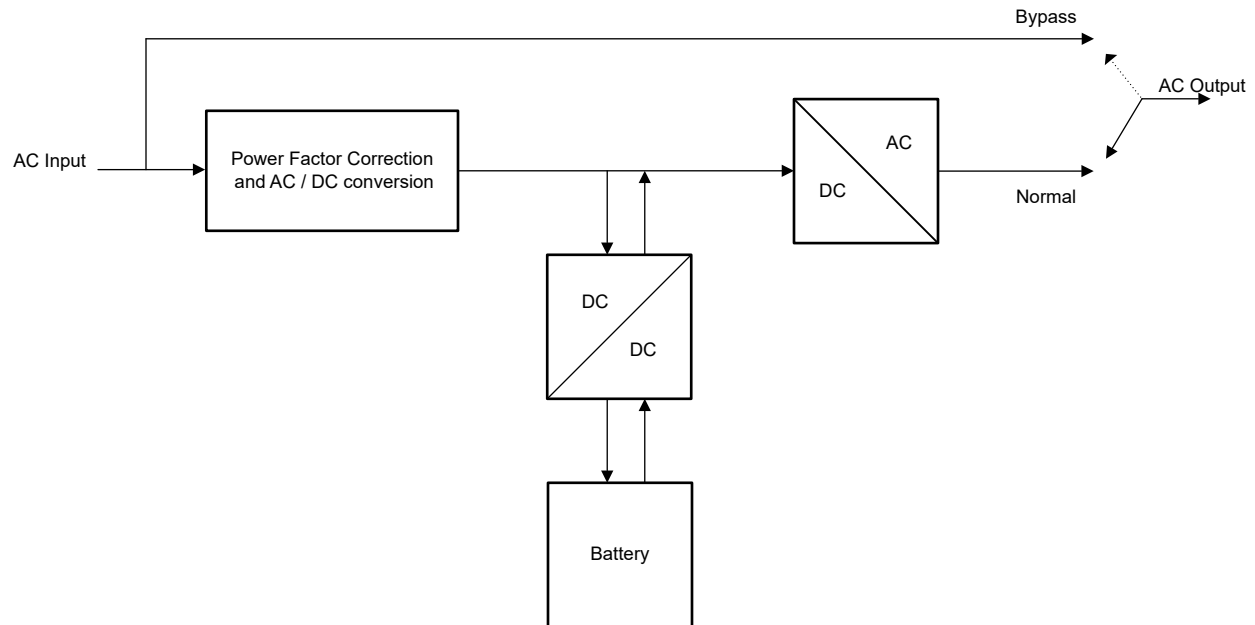 Bypass
AC Output
AC Input
Power Factor Correction
and AC / DC conversion
AC
DC
Normal
DC
DC
Battery